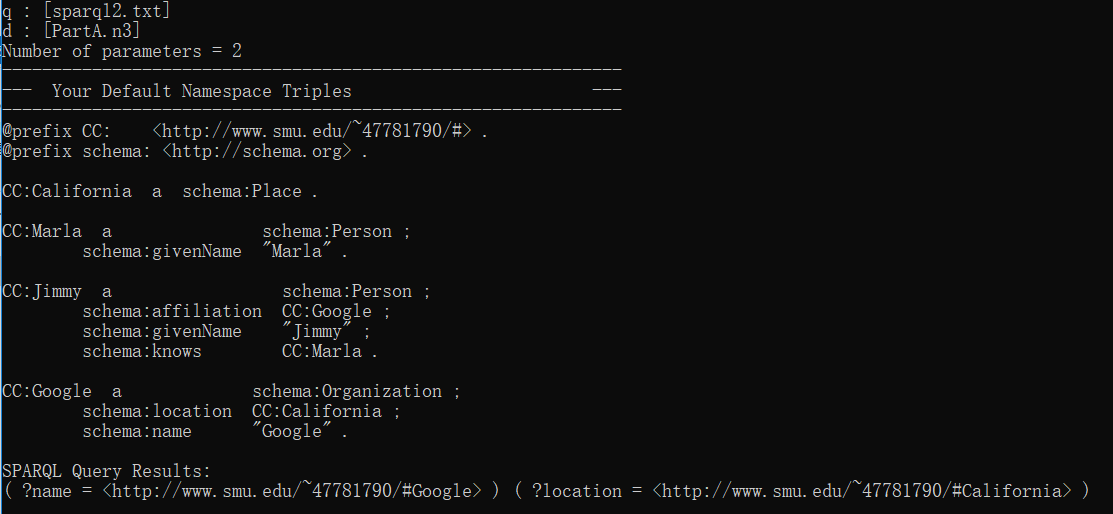 q : [sparql2.txt]
d : [PartA.n3]
Number of parameters = 2
--------------------------------------------------------------
---  Your Default Namespace Triples                        ---
--------------------------------------------------------------
@prefix CC:    <http://www.smu.edu/~47781790/#> .
@prefix schema: <http://schema.org> .

CC:California  a  schema:Place .

CC:Marla  a               schema:Person ;
        schema:givenName  "Marla" .

CC:Jimmy  a                 schema:Person ;
        schema:affiliation  CC:Google ;
        schema:givenName    "Jimmy" ;
        schema:knows        CC:Marla .

CC:Google  a             schema:Organization ;
        schema:location  CC:California ;
        schema:name      "Google" .

SPARQL Query Results:
( ?name = <http://www.smu.edu/~47781790/#Google> ) ( ?location = <http://www.smu.edu/~47781790/#California> )